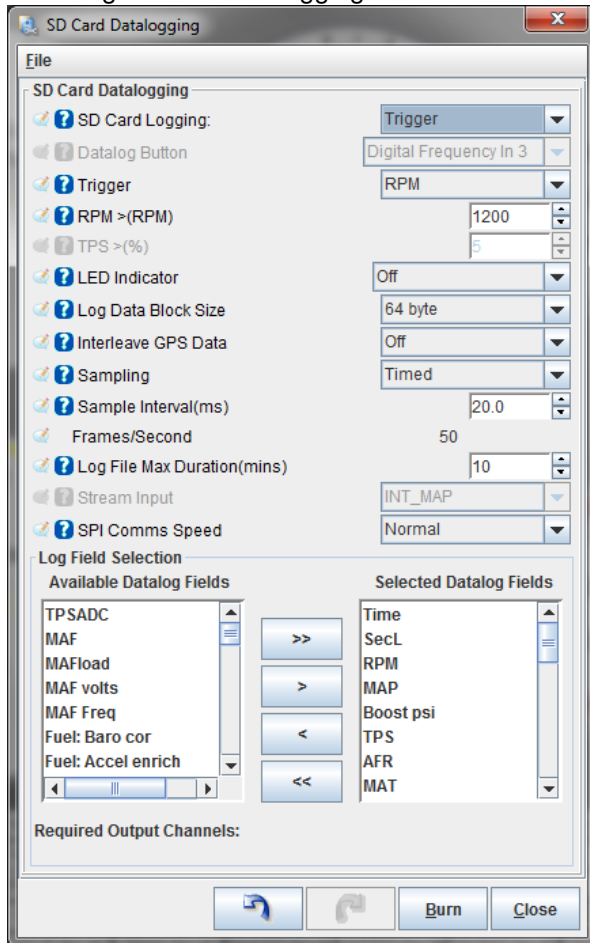 SD Card Datalogging
File
SD Card Datalogging
SD Card Logging: Trigger
Datalog Button Digital Frequency In 3
Trigger RPM
RPM >(RPM) 1200
TPS >(%) 5
LED Indicator Off
Log Data Block Size 64 byte
Interleave GPS Data Off
Sampling Timed
Sample Interval(ms) 20.0
Frames/Second 50
Log File Max Duration(mins) 10
Stream Input INT_MAP
SPI Comms Speed Normal
Log Field Selection
Available Datalog Fields Selected Datalog Fields
TPSADC Time
MAF >> SecL
MAFload RPM
MAF volts > MAP
MAF Freq Boost psi
Fuel: Baro cor < TPS
Fuel: Accel enrich AFR
<< MAT
Required Output Channels:
Burn Close